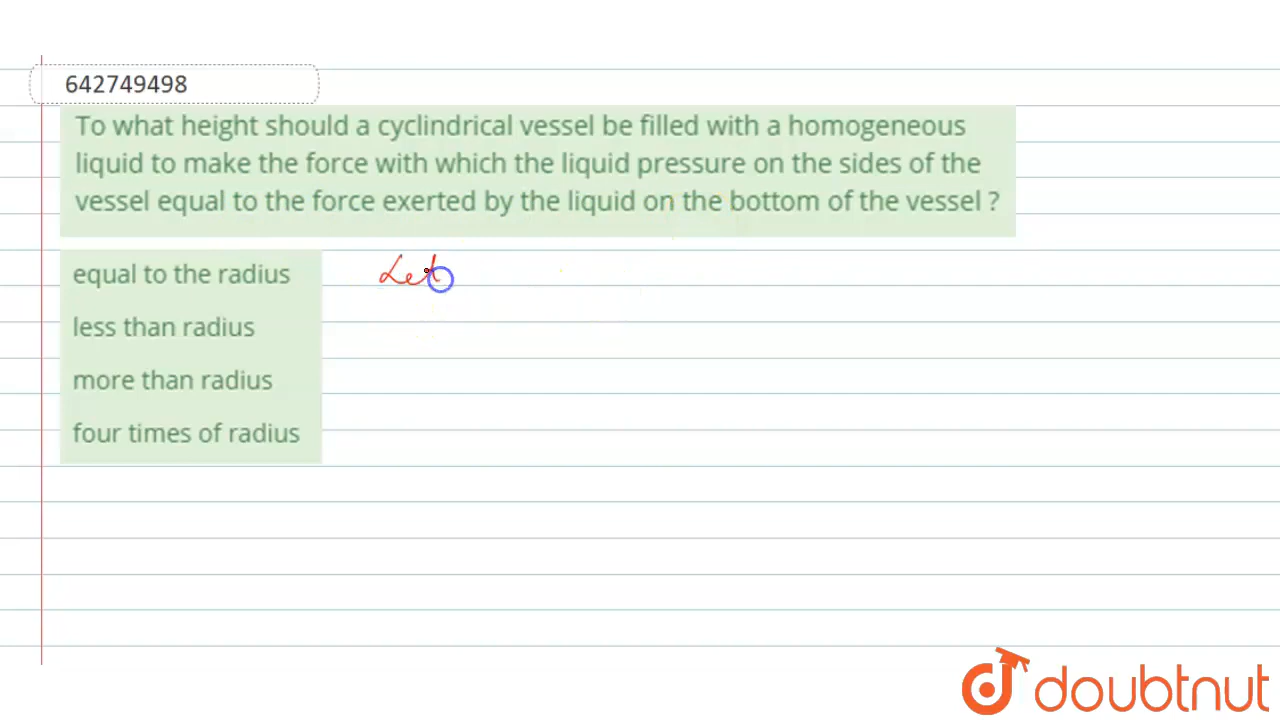 642749498
To what height should a cyclindrical vessel be filled with a homogeneous
liquid to make the force with which the liquid pressure on the sides of the
vessel equal to the force exerted by the liquid on the bottom of the vessel ?
equal to the radius
Let
less than radius
more than radius
four times of radius
doubtnut